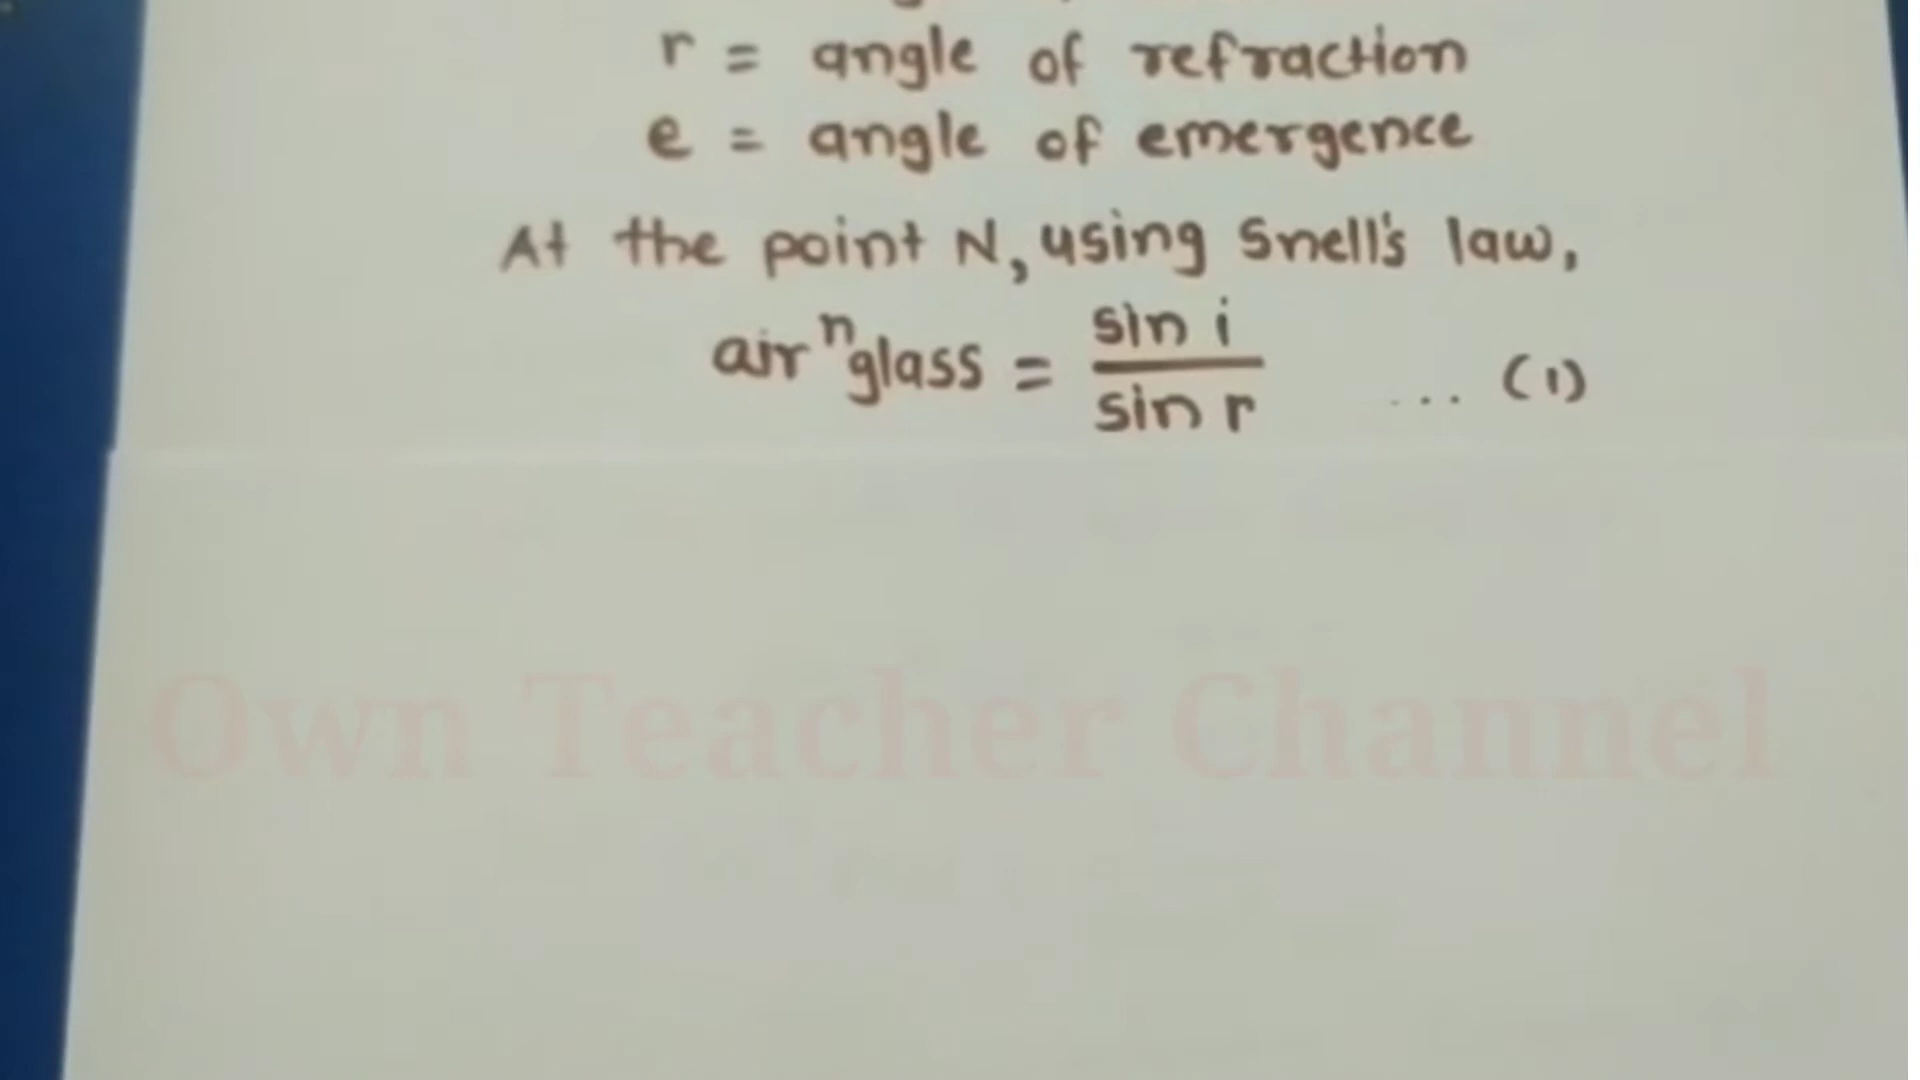 r = angle of refraction
e = angle of emergence
At the point N, using Snell's law,
air n glass = sin i / sin r ... (1)
Own Teacher Channel